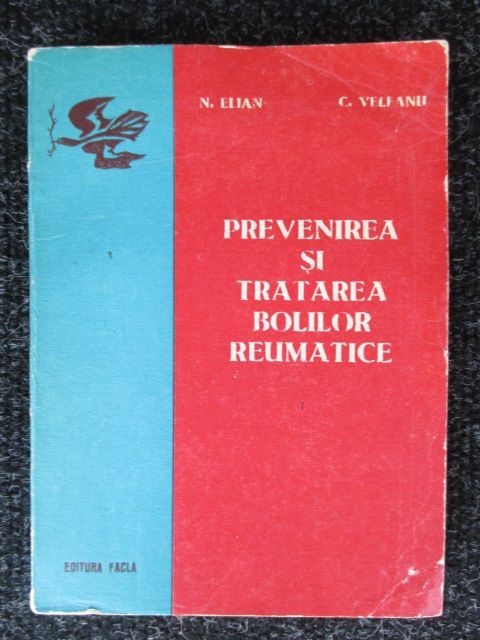 N. ELIAN C. VELEANU
PREVENIREA
ȘI
TRATAREA
BOLILOR
REUMATICE
EDITURA FACLA